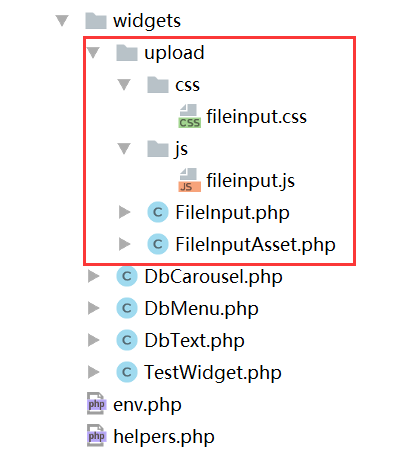 widgets
upload
css
CSS fileinput.css
js
JS fileinput.js
C FileInput.php
C FileInputAsset.php
C DbCarousel.php
C DbMenu.php
C DbText.php
C TestWidget.php
php env.php
php helpers.php